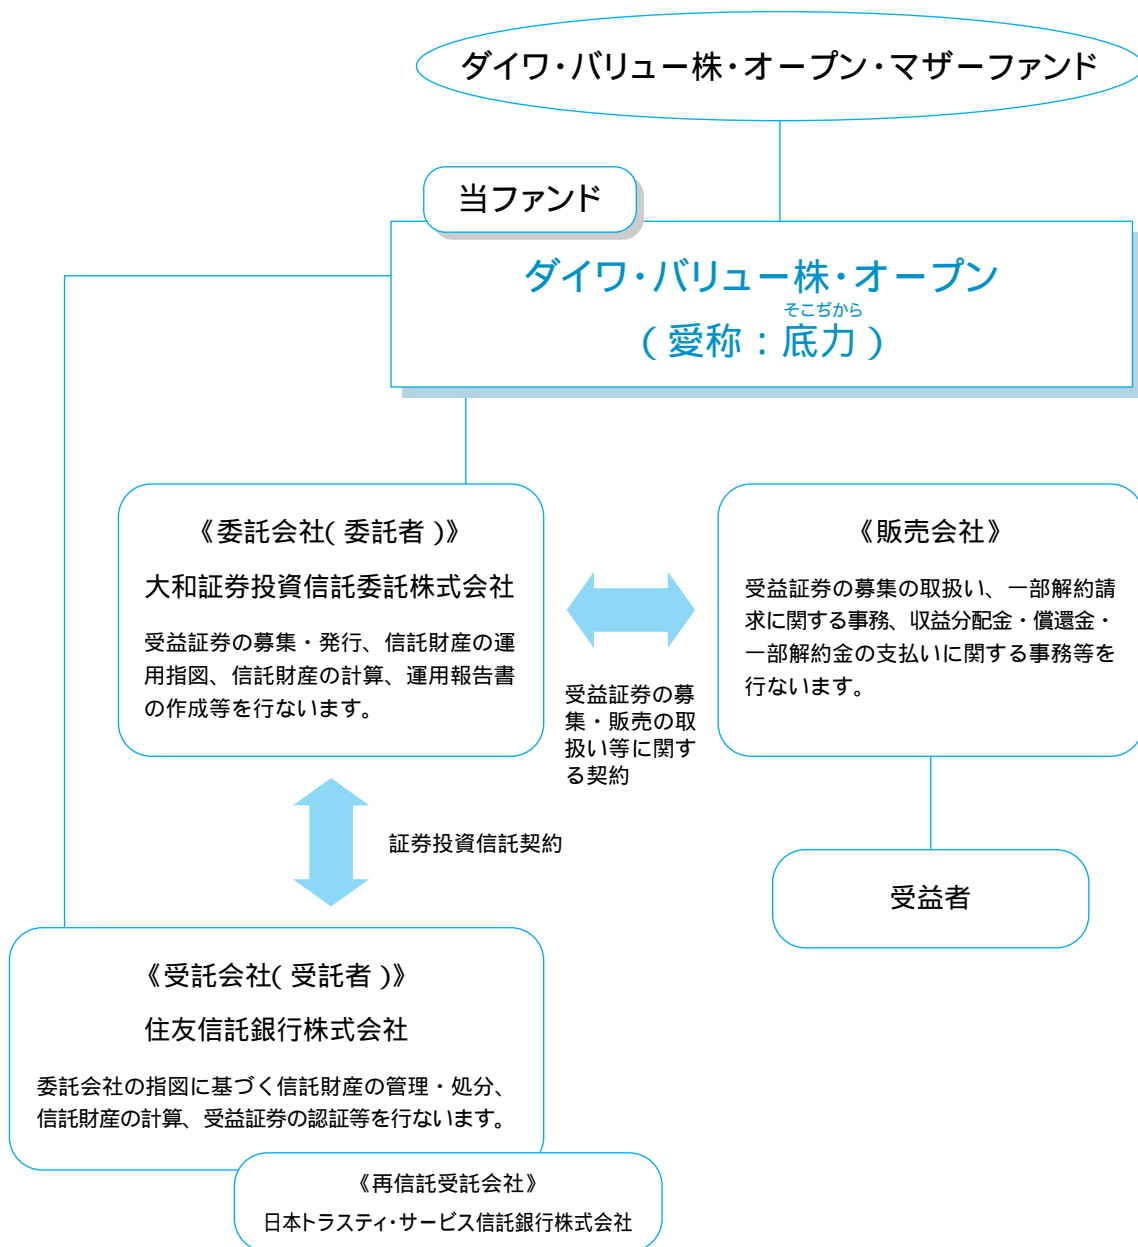 ダイワ・バリュー株・オープン・マザーファンド
当ファンド
ダイワ・バリュー株・オープン
そこぢから
(愛称:底力)
《委託会社(委託者)》
大和証券投資信託委託株式会社
受益証券の募集・発行、信託財産の運
用指図、信託財産の計算、運用報告書
の作成等を行ないます。
受益証券の募
集・販売の取
扱い等に関す
る契約
《販売会社》
受益証券の募集の取扱い、一部解約請
求に関する事務、収益分配金・償還金・
一部解約金の支払いに関する事務等を
行ないます。
証券投資信託契約
受益者
《受託会社(受託者)》
住友信託銀行株式会社
委託会社の指図に基づく信託財産の管理・処分、
信託財産の計算、受益証券の認証等を行ないます。
《再信託受託会社》
日本トラスティ・サービス信託銀行株式会社